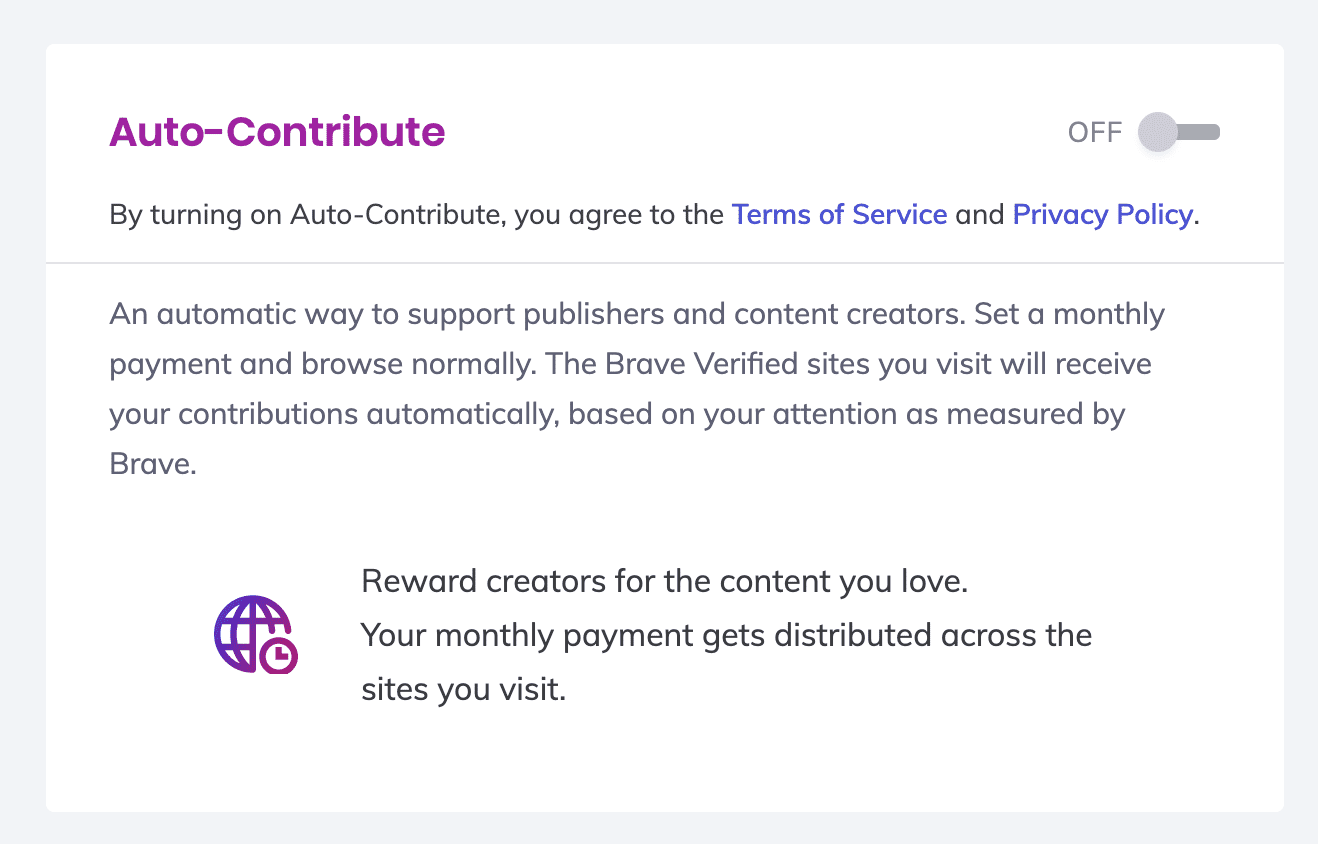 Auto-Contribute
OFF
By turning on Auto-Contribute, you agree to the Terms of Service and Privacy Policy.
An automatic way to support publishers and content creators. Set a monthly
payment and browse normally. The Brave Verified sites you visit will receive
your contributions automatically, based on your attention as measured by
Brave.
Reward creators for the content you love.
Your monthly payment gets distributed across the
sites you visit.